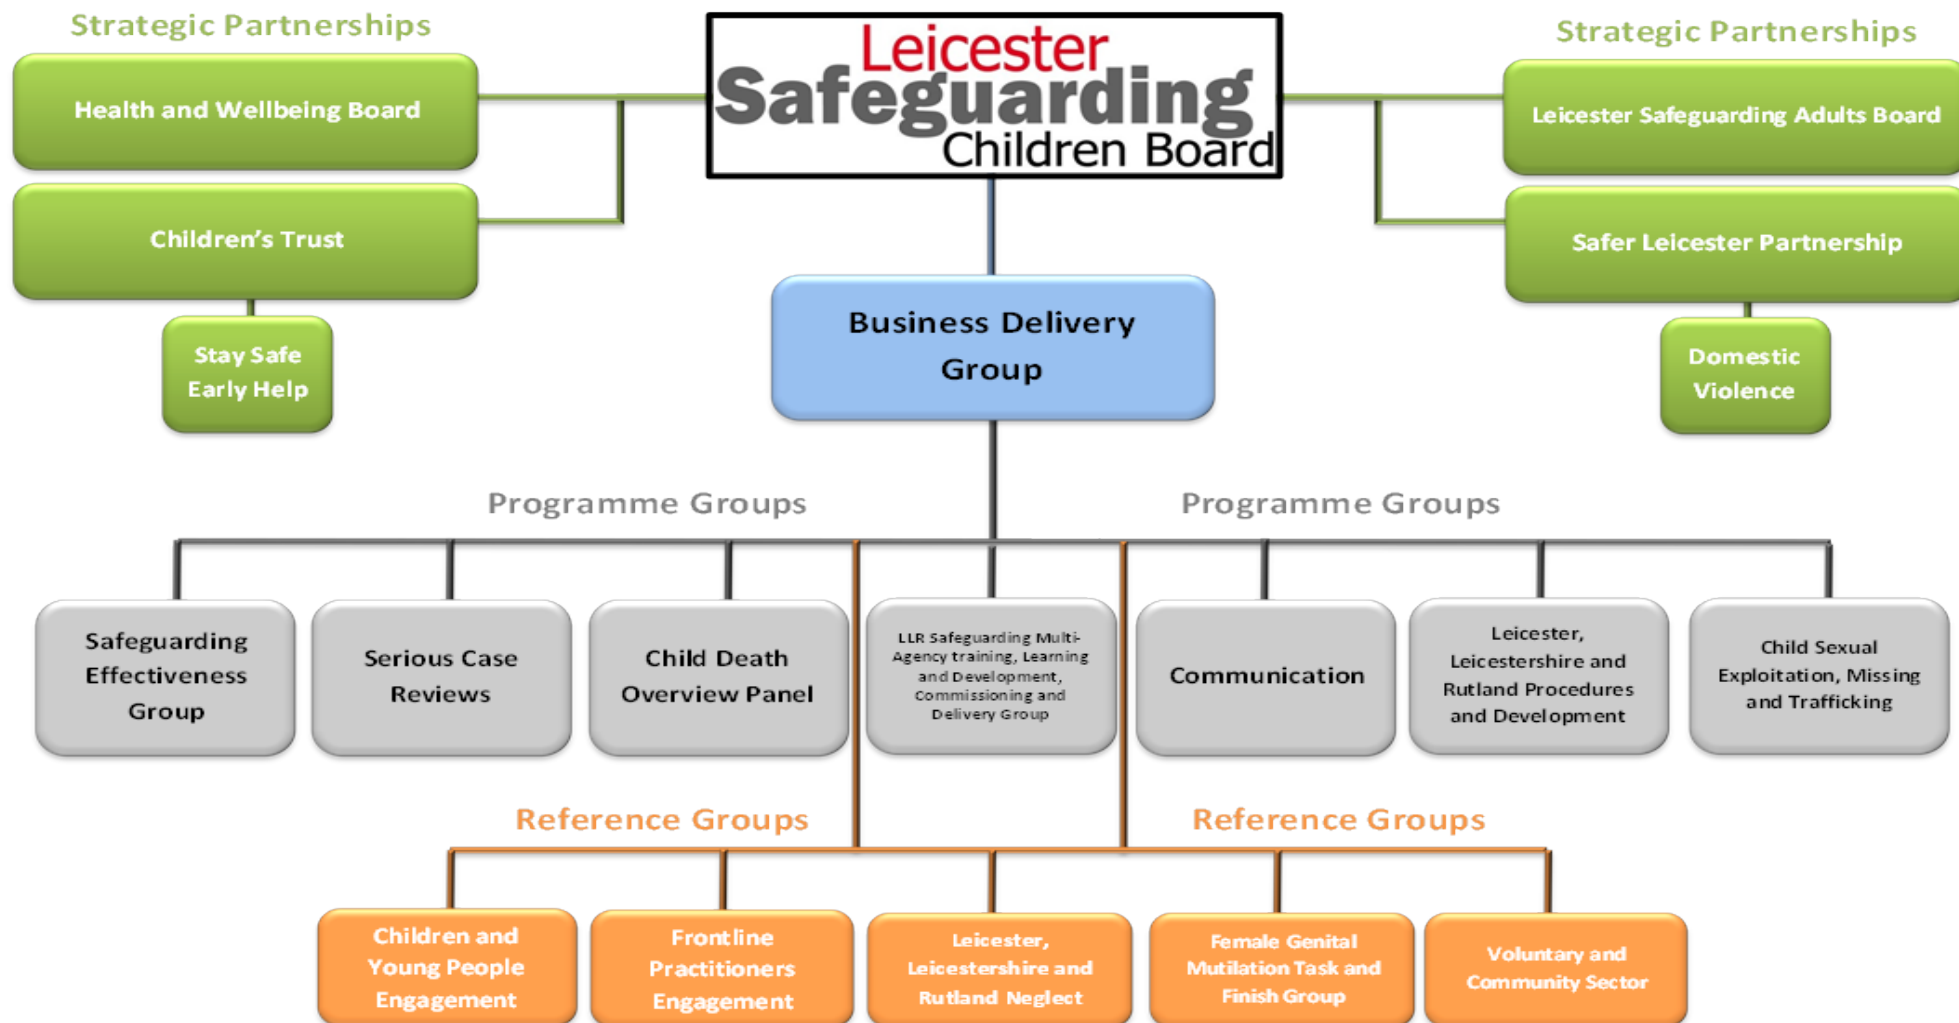 Strategic Partnerships
Leicester
Safeguarding
Children Board
Strategic Partnerships
Health and Wellbeing Board
Leicester Safeguarding Adults Board
Children's Trust
Safer Leicester Partnership
Stay Safe
Early Help
Business Delivery
Group
Domestic
Violence
Programme Groups
Programme Groups
Safeguarding
Effectiveness
Group
Serious Case
Reviews
Child Death
Overview Panel
LLR Safeguarding Multi-
Agency training, Learning
and Development,
Commissioning and
Delivery Group
Communication
Leicester,
Leicestershire and
Rutland Procedures
and Development
Child Sexual
Exploitation, Missing
and Trafficking
Reference Groups
Reference Groups
Children and
Young People
Engagement
Frontline
Practitioners
Engagement
Leicester,
Leicestershire and
Rutland Neglect
Female Genital
Mutilation Task and
Finish Group
Voluntary and
Community Sector